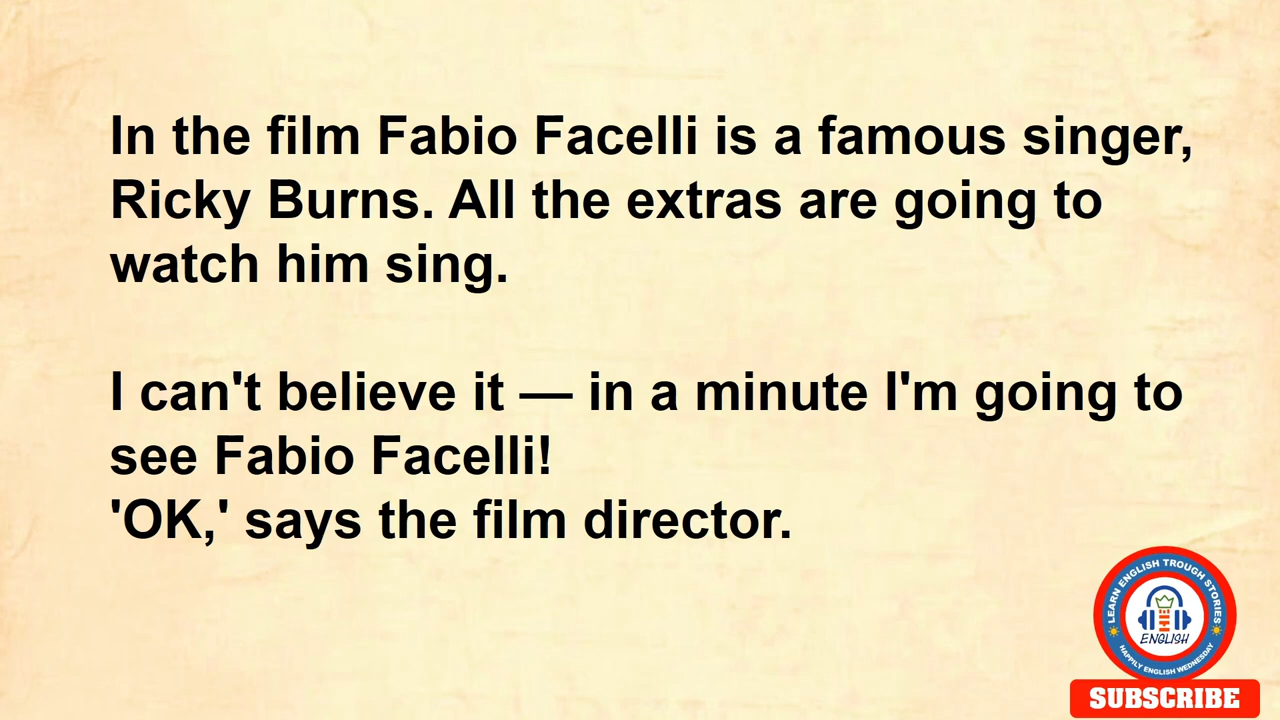 In the film Fabio Facelli is a famous singer,
Ricky Burns. All the extras are going to
watch him sing.
I can't believe it — in a minute I'm going to
see Fabio Facelli!
'OK,' says the film director.
LEARN ENGLISH TROUGH STORIES
ENGLISH
HAPPILY ENGLISH WEDNESDAY
SUBSCRIBE